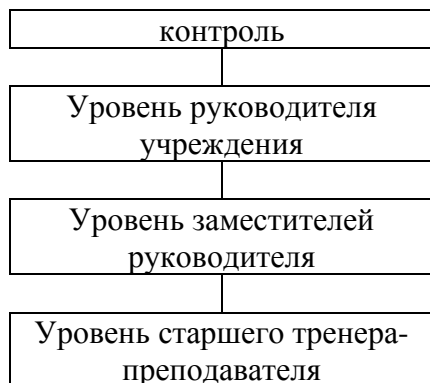 контроль
Уровень руководителя
учреждения
Уровень заместителей
руководителя
Уровень старшего тренера-
преподавателя